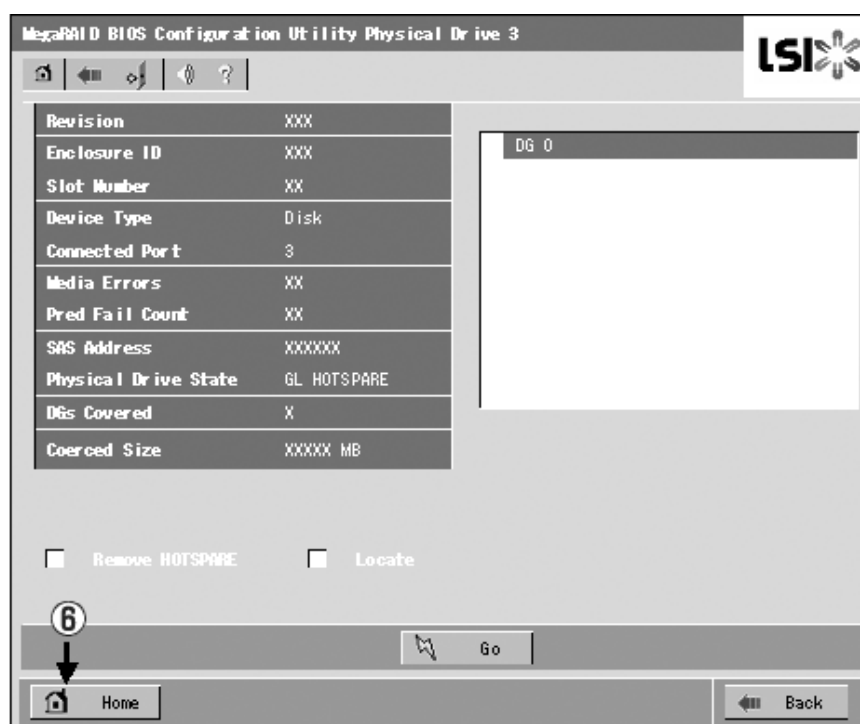 MegaRAID BIOS Configuration Utility Physical Drive 3
LSI
Revision XXX
Enclosure ID XXX
Slot Number XX
Device Type Disk
Connected Port 3
Media Errors XX
Pred Fail Count XX
SAS Address XXXXXX
Physical Drive State GL HOTSPARE
DGs Covered X
Coerced Size XXXXX MB
DG 0
Remove HOTSPARE Locate
⑥
Go
Home Back